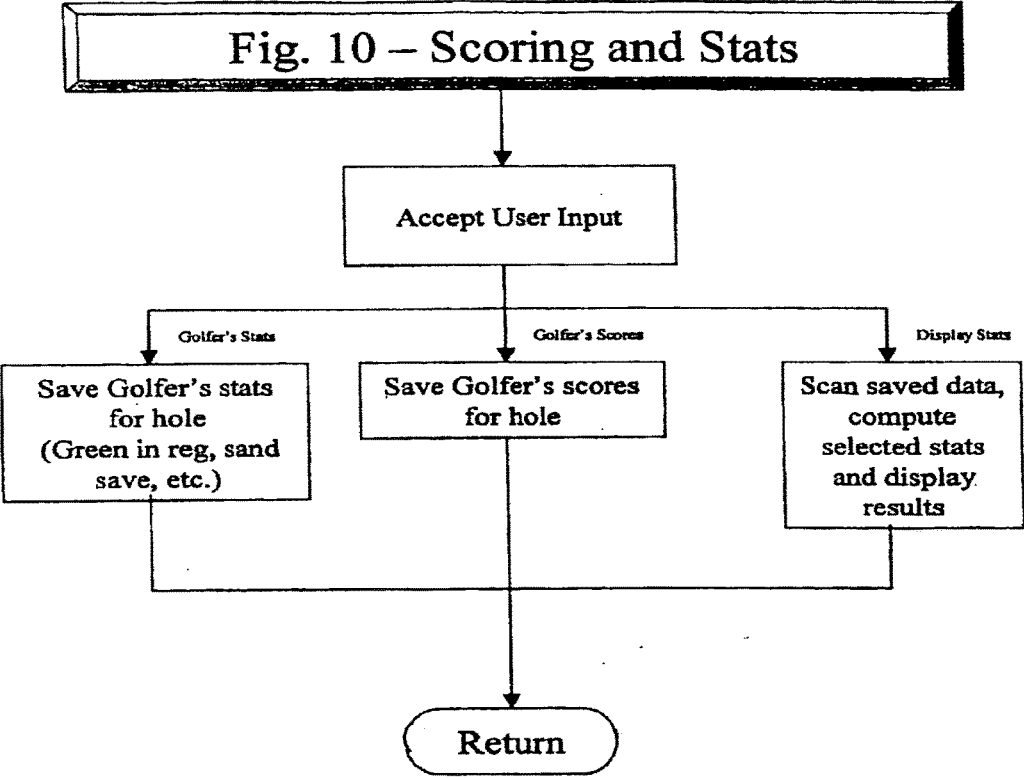 Fig. 10 – Scoring and Stats
Accept User Input
Golfer's Stats
Golfer's Scores
Display Stats
Save Golfer's stats
for hole
(Green in reg, sand
save, etc.)
Save Golfer's scores
for hole
Scan saved data,
compute
selected stats
and display
results
Return